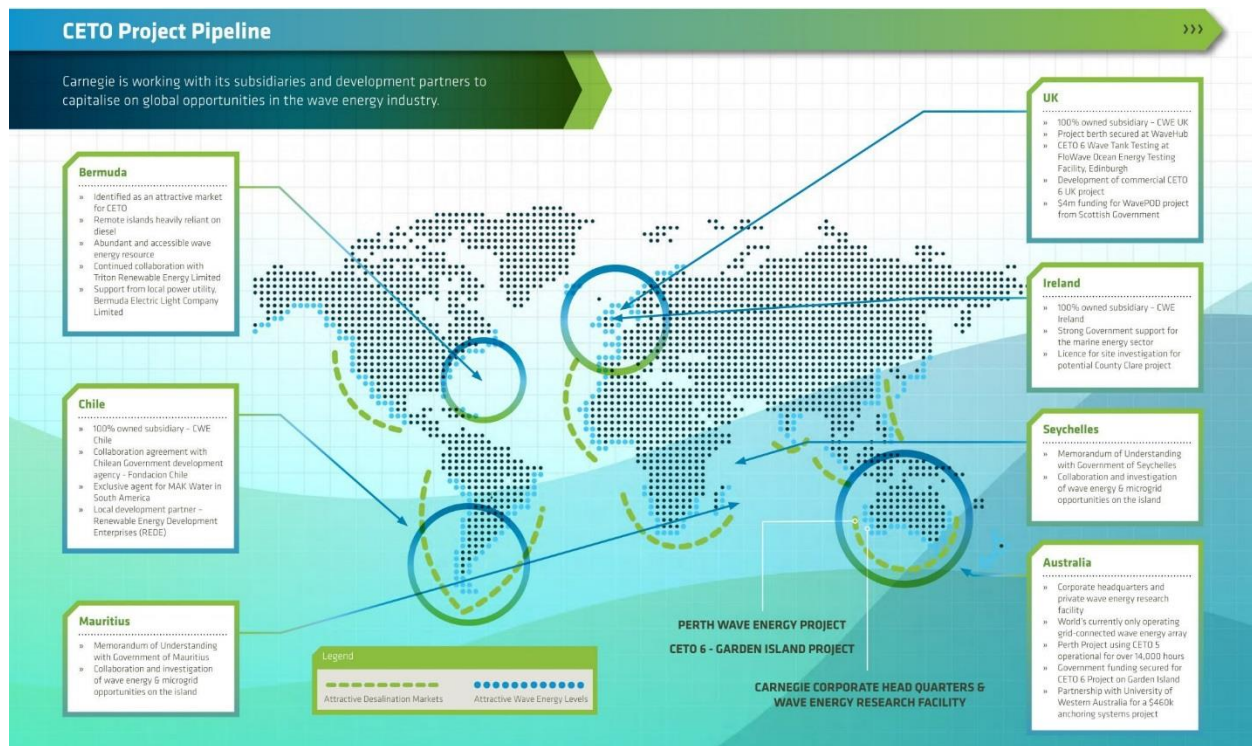 CETO Project Pipeline
Carnegie is working with its subsidiaries and development partners to
capitalise on global opportunities in the wave energy industry.
Bermuda
» Identified as an attractive market
for CETO
» Remote islands heavily reliant on
diesel
» Abundant and accessible wave
energy resource
» Continued collaboration with
Triton Renewable Energy Limited
» Support from local power utility,
Bermuda Electric Light Company
Limited
Chile
» 100% owned subsidiary – CWE
Chile
» Collaboration agreement with
Chilean Government development
agency - Fondacion Chile
» Exclusive agent for MAK Water in
South America
» Local development partner –
Renewable Energy Development
Enterprises (REDE)
Mauritius
» Memorandum of Understanding
with Government of Mauritius
» Collaboration and investigation
of wave energy & microgrid
opportunities on the island
Legend
Attractive Desalination Markets
Attractive Wave Energy Levels
PERTH WAVE ENERGY PROJECT
CETO 6 - GARDEN ISLAND PROJECT
CARNEGIE CORPORATE HEAD QUARTERS &
WAVE ENERGY RESEARCH FACILITY
UK
» 100% owned subsidiary – CWE UK
» Project berth secured at WaveHub
» CETO 6 Wave Tank Testing at
FloWave Ocean Energy Testing
Facility, Edinburgh
» Development of commercial CETO
6 UK project
» $4m funding for WavePOD project
from Scottish Government
Ireland
» 100% owned subsidiary – CWE
Ireland
» Strong Government support for
the marine energy sector
» Licence for site investigation for
potential County Clare project
Seychelles
» Memorandum of Understanding
with Government of Seychelles
» Collaboration and investigation
of wave energy & microgrid
opportunities on the island
Australia
» Corporate headquarters and
private wave energy research
facility
» World's currently only operating
grid-connected wave energy array
» Perth Project using CETO 5
operational for over 14,000 hours
» Government funding secured for
CETO 6 Project on Garden Island
» Partnership with University of
Western Australia for a $460k
anchoring systems project